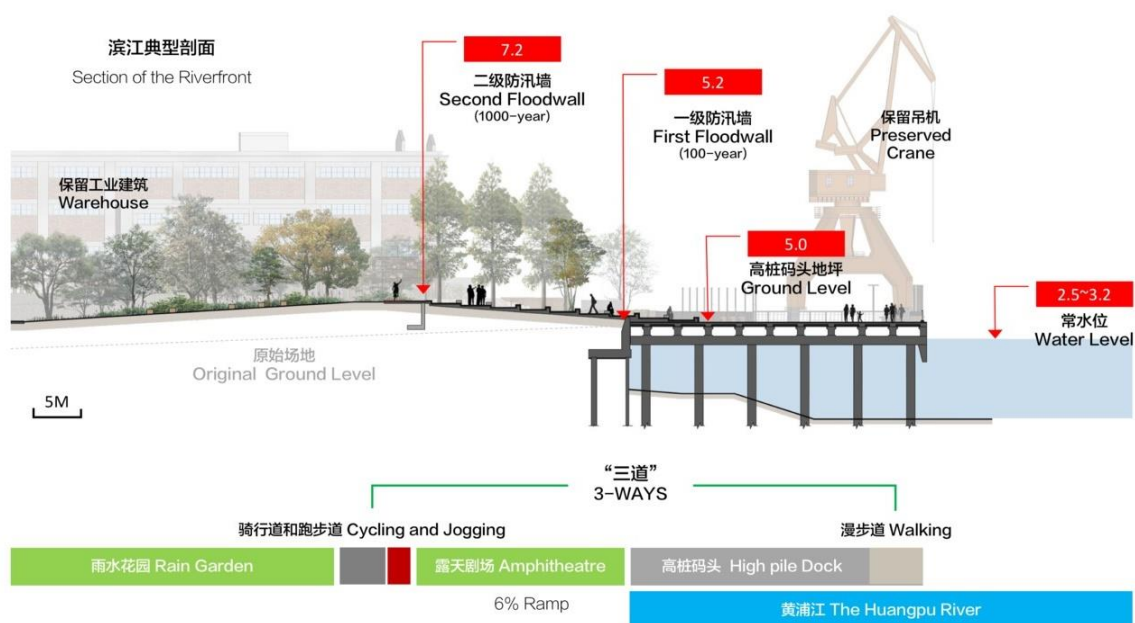 滨江典型剖面
Section of the Riverfront
7.2
二级防汛墙
Second Floodwall
(1000-year)
5.2
一级防汛墙
First Floodwall
(100-year)
保留吊机
Preserved
Crane
保留工业建筑
Warehouse
5.0
高桩码头地坪
Ground Level
2.5~3.2
常水位
Water Level
原始场地
Original Ground Level
5M
“三道”
3-WAYS
骑行道和跑步道 Cycling and Jogging
漫步道 Walking
雨水花园 Rain Garden
露天剧场 Amphitheatre
高桩码头 High pile Dock
6% Ramp
黄浦江 The Huangpu River